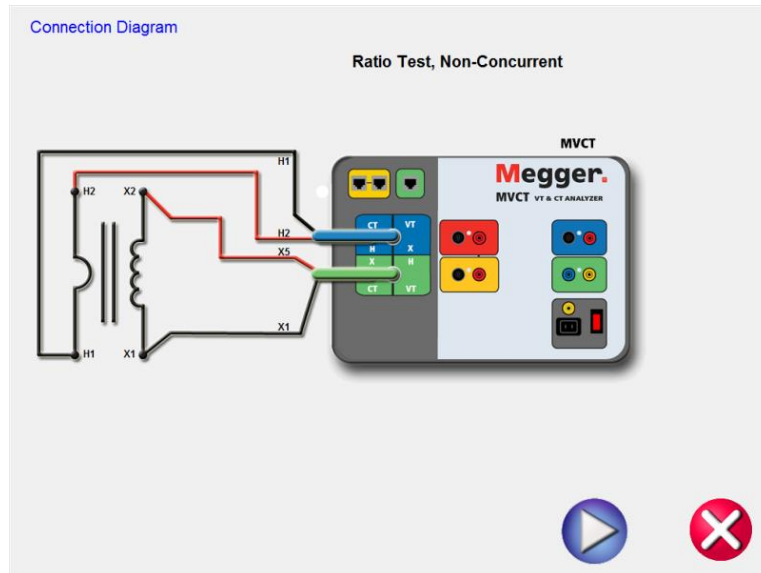 Connection Diagram
Ratio Test, Non-Concurrent
MVCT
H1
Megger.
MVCT VT & CT ANALYZER
H2
X2
CT
VT
H2
H
X
X5
X
H
CT
VT
X1
H1
X1